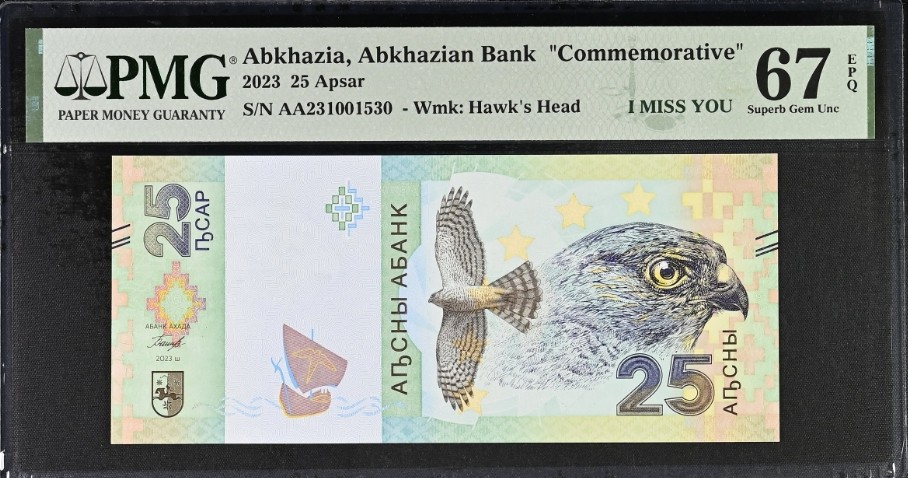 PMG®
PAPER MONEY GUARANTY
Abkhazia, Abkhazian Bank "Commemorative"
2023 25 Apsar
S/N AA231001530 - Wmk: Hawk's Head
I MISS YOU
67
EPQ
Superb Gem Unc
25
ҦСАР
АБАНК АХАДА
2023 ш
АҦСНЫ АБАНК
25
АҦСНЫ